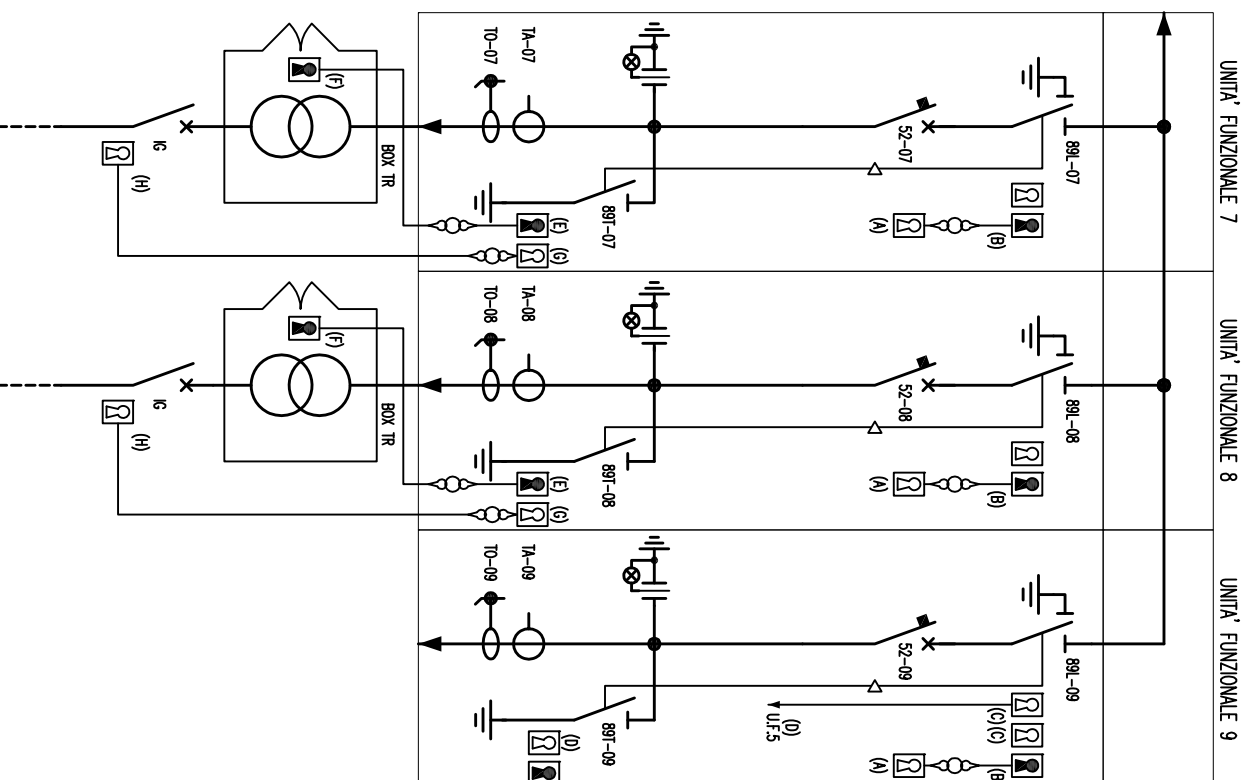 UNITA' FUNZIONALE 7
89L-07
52-07
(A)
(B)
89T-07
(E)
(G)
TA-07
TO-07
BOX TR
(F)
IG
(H)
UNITA' FUNZIONALE 8
89L-08
52-08
(A)
(B)
89T-08
(E)
(G)
TA-08
TO-08
BOX TR
(F)
IG
(H)
UNITA' FUNZIONALE 9
89L-09
(C)(C)
52-09
(A)
(B
(D)
U.F.5
89T-09
(D)
TA-09
TO-09